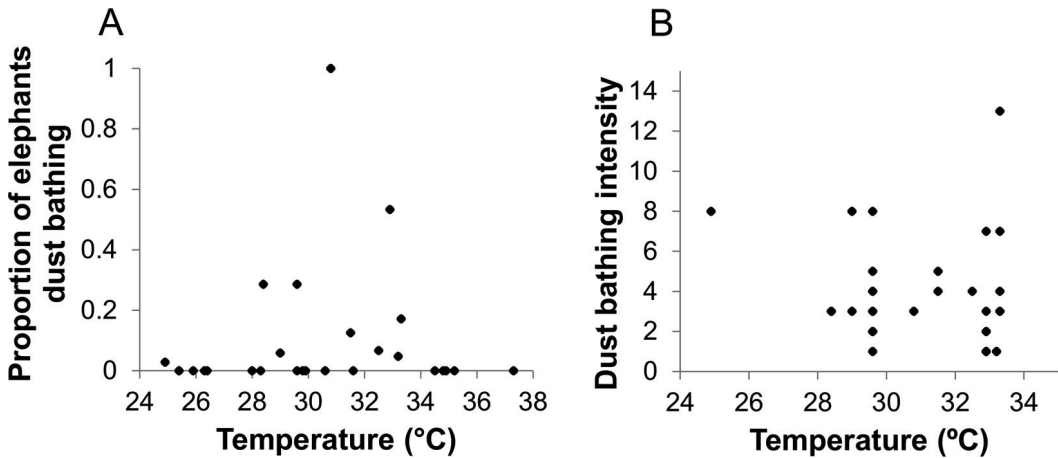 A
Proportion of elephants
dust bathing
1
0.8
0.6
0.4
0.2
0
24 26 28 30 32 34 36 38
Temperature (°C)
B
Dust bathing intensity
14
12
10
8
6
4
2
0
24 26 28 30 32 34
Temperature (ºC)